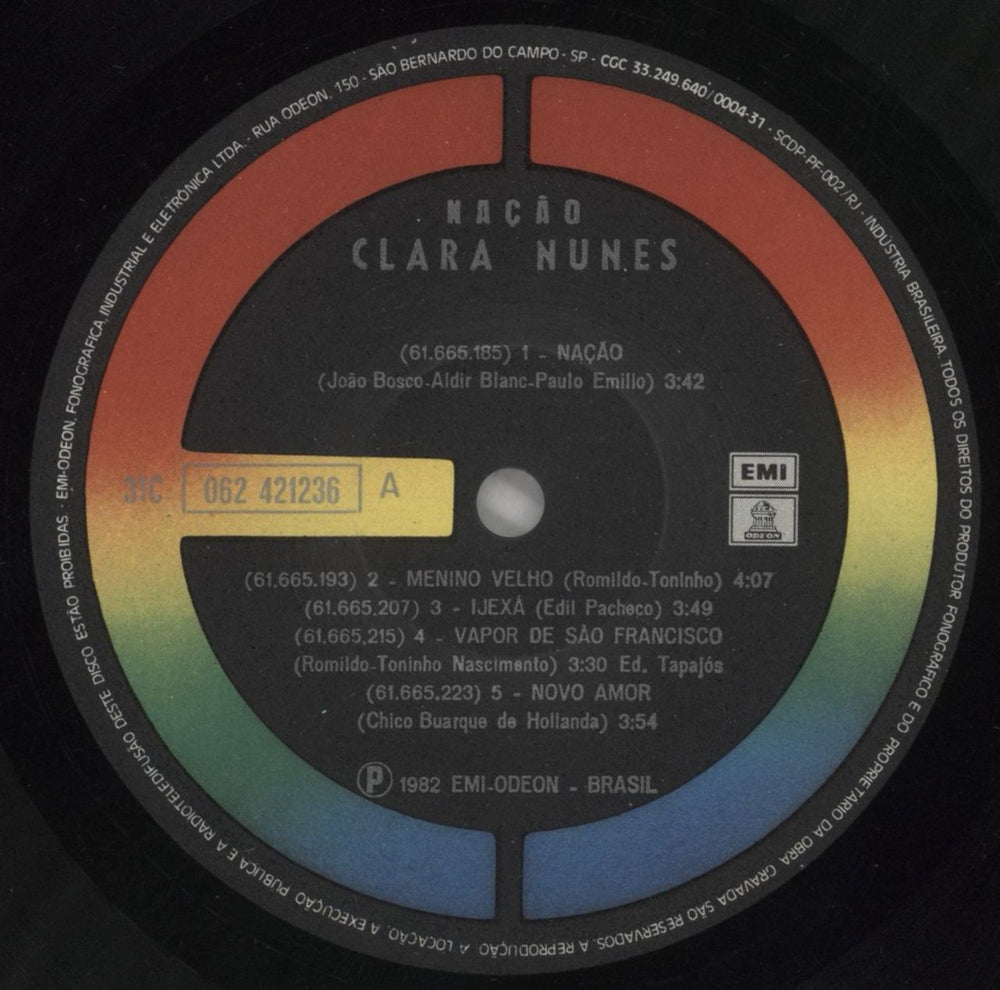 EMI-ODEON, FONOGRAFICA, INDUSTRIAL E ELETRÔNICA LTDA. - RUA ODEON, 150 - SÃO BERNARDO DO CAMPO - SP - CGC 33.249.640/0004-31 - SCDP-PF-002/RJ - INDÚSTRIA BRASILEIRA. TODOS OS DIREITOS DO PRODUTOR FONOGRAFICO E DO PROPRIETARIO DA OBRA GRAVADA SÃO RESERVADOS. A REPRODUÇÃO, A LOCAÇÃO, A EXECUÇÃO PUBLICA E A RADIOTELEDIFUSÃO DESTE DISCO ESTÃO PROIBIDAS ·
NAÇÃO
CLARA NUNES
(61.665.185) 1 - NAÇÃO
(João Bosco-Aldir Blanc-Paulo Emilio) 3:42
31C 062 421236 A
EMI
ODEON
(61.665.193) 2 - MENINO VELHO (Romildo-Toninho) 4:07
(61.665.207) 3 - IJEXÁ (Edil Pacheco) 3:49
(61.665,215) 4 - VAPOR DE SÃO FRANCISCO
(Romildo-Toninho Nascimento) 3:30 Ed. Tapajós
(61.665.223) 5 - NOVO AMOR
(Chico Buarque de Hollanda) 3:54
Ⓟ 1982 EMI-ODEON - BRASIL